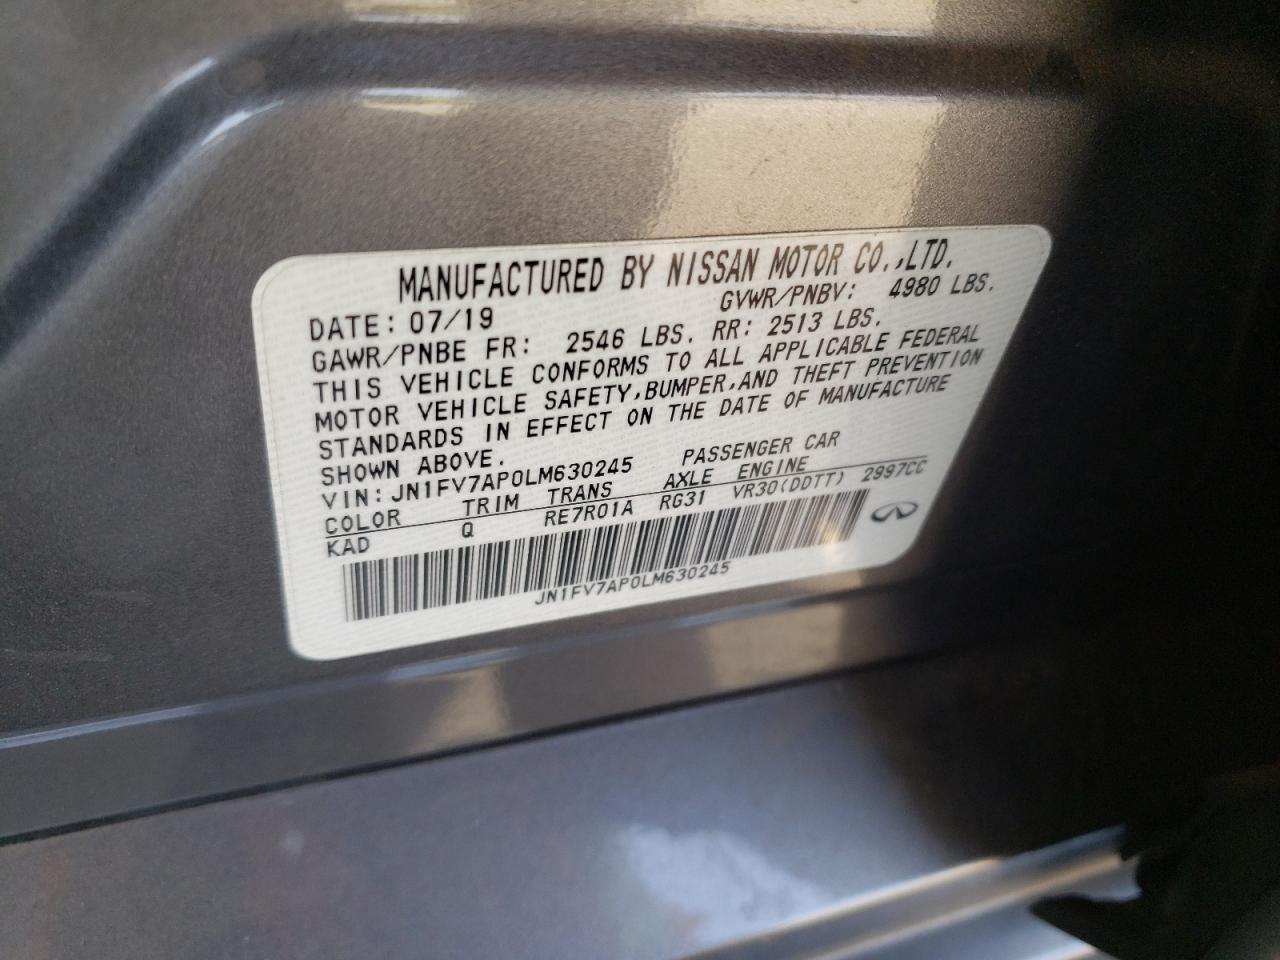 MANUFACTURED BY NISSAN MOTOR CO.,LTD.
DATE: 07/19 GVWR/PNBV: 4980 LBS.
GAWR/PNBE FR: 2546 LBS. RR: 2513 LBS.
THIS VEHICLE CONFORMS TO ALL APPLICABLE FEDERAL
MOTOR VEHICLE SAFETY,BUMPER,AND THEFT PREVENTION
STANDARDS IN EFFECT ON THE DATE OF MANUFACTURE
SHOWN ABOVE.
VIN: JN1FV7AP0LM630245 PASSENGER CAR
COLOR TRIM TRANS AXLE ENGINE
KAD Q RE7R01A RG31 VR30(DDTT) 2997CC
JN1FV7AP0LM630245